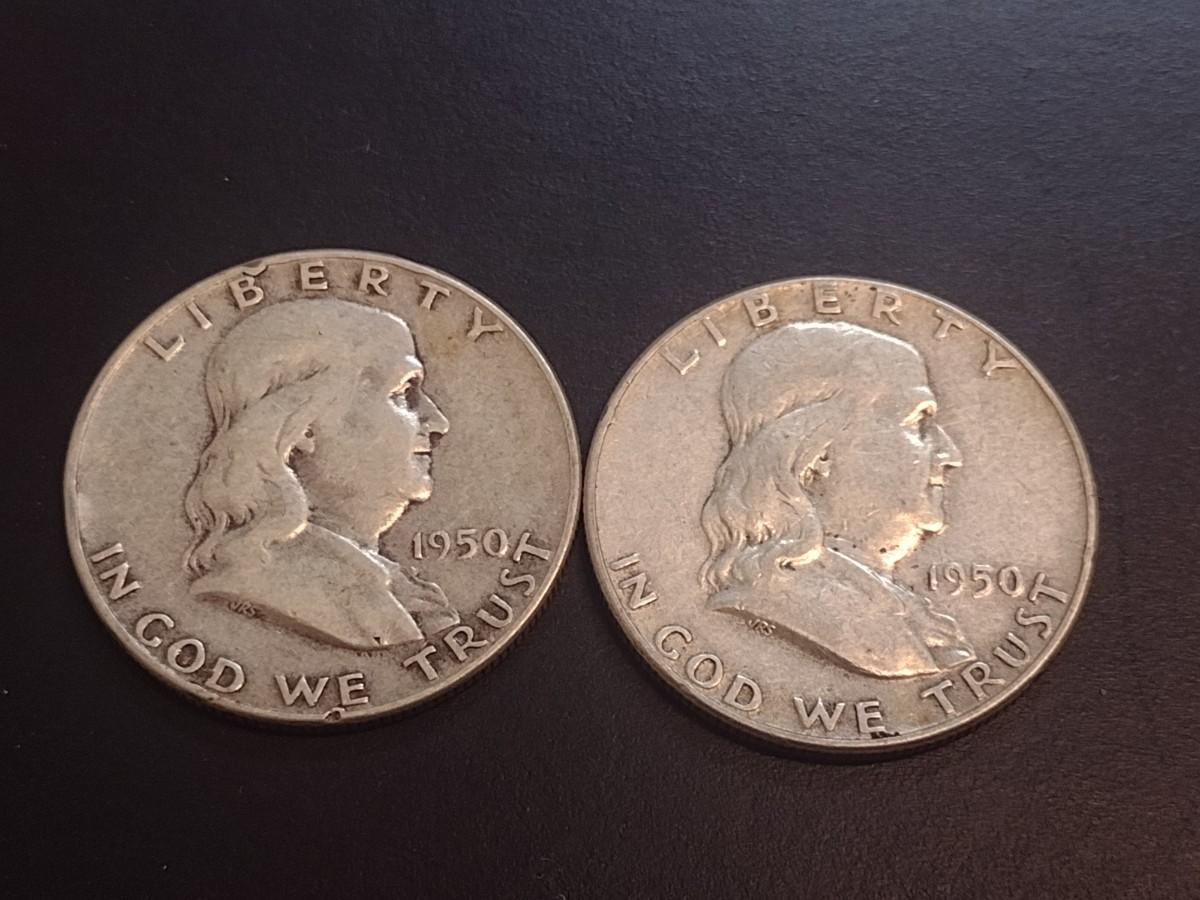 LIBERTY
1950
JRS
IN GOD WE TRUST
LIBERTY
1950
JRS
IN GOD WE TRUST